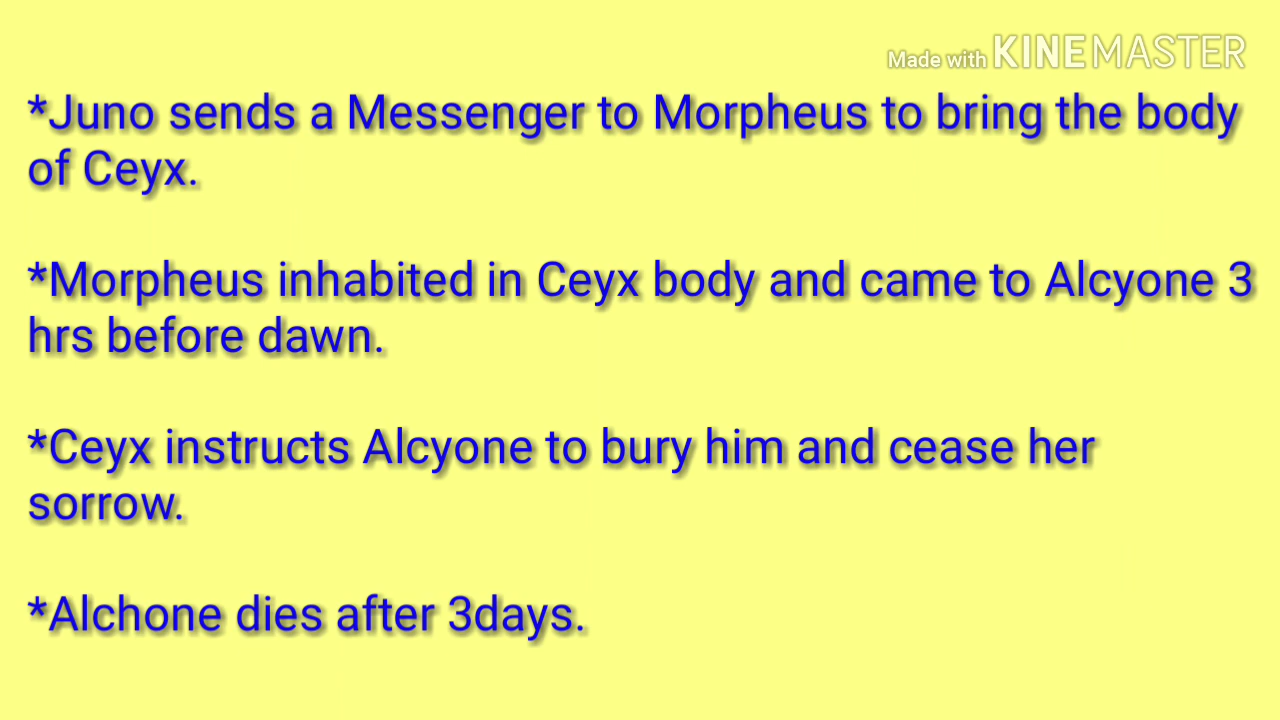 Made with KINEMASTER
*Juno sends a Messenger to Morpheus to bring the body
of Ceyx.
*Morpheus inhabited in Ceyx body and came to Alcyone 3
hrs before dawn.
*Ceyx instructs Alcyone to bury him and cease her
sorrow.
*Alchone dies after 3days.